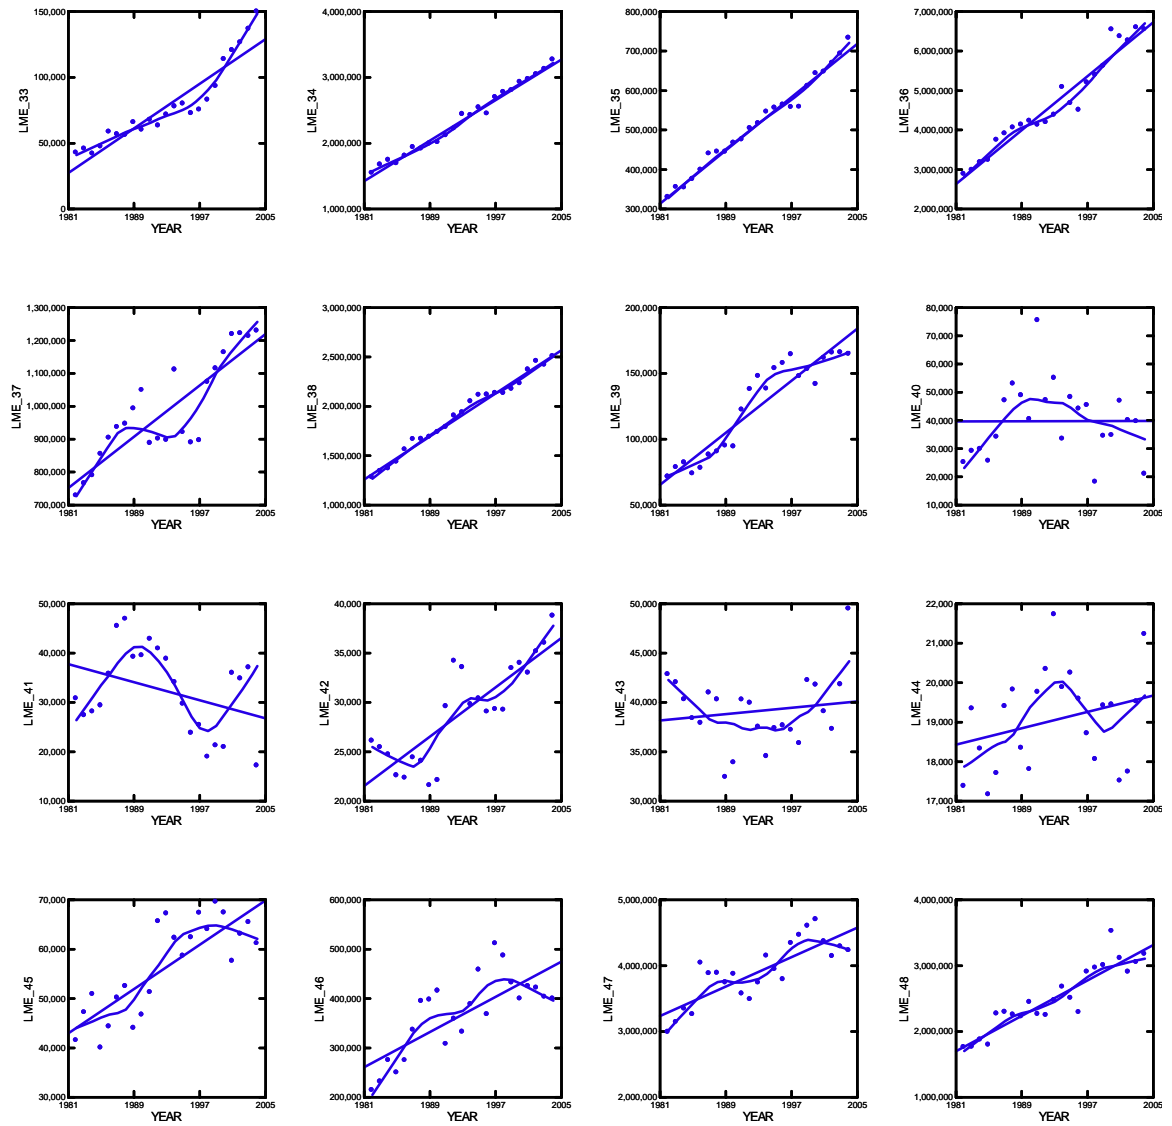 150,000 4,000,000 800,000 7,000,000
100,000 3,000,000 700,000 6,000,000
600,000 5,000,000
LME_33 LME_34 LME_35 LME_36
50,000 2,000,000 500,000 4,000,000
400,000 3,000,000
0 1,000,000 300,000 2,000,000
1981 1989 1997 2005 1981 1989 1997 2005 1981 1989 1997 2005 1981 1989 1997 2005
YEAR YEAR YEAR YEAR
1,300,000 3,000,000 200,000 80,000
1,200,000 70,000
1,100,000 2,500,000 150,000 60,000
1,000,000 2,000,000 50,000
LME_37 LME_38 LME_39 LME_40
900,000 1,500,000 100,000 40,000
800,000 30,000
20,000
700,000 1,000,000 50,000 10,000
1981 1989 1997 2005 1981 1989 1997 2005 1981 1989 1997 2005 1981 1989 1997 2005
YEAR YEAR YEAR YEAR
50,000 40,000 50,000 22,000
40,000 35,000 45,000 21,000
20,000
LME_41 LME_42 LME_43 LME_44
30,000 30,000 40,000 19,000
20,000 25,000 35,000 18,000
10,000 20,000 30,000 17,000
1981 1989 1997 2005 1981 1989 1997 2005 1981 1989 1997 2005 1981 1989 1997 2005
YEAR YEAR YEAR YEAR
70,000 600,000 5,000,000 4,000,000
60,000 500,000 4,000,000 3,000,000
LME_45 LME_46 LME_47 LME_48
50,000 400,000 3,000,000 2,000,000
40,000 300,000
30,000 200,000 2,000,000 1,000,000
1981 1989 1997 2005 1981 1989 1997 2005 1981 1989 1997 2005 1981 1989 1997 2005
YEAR YEAR YEAR YEAR